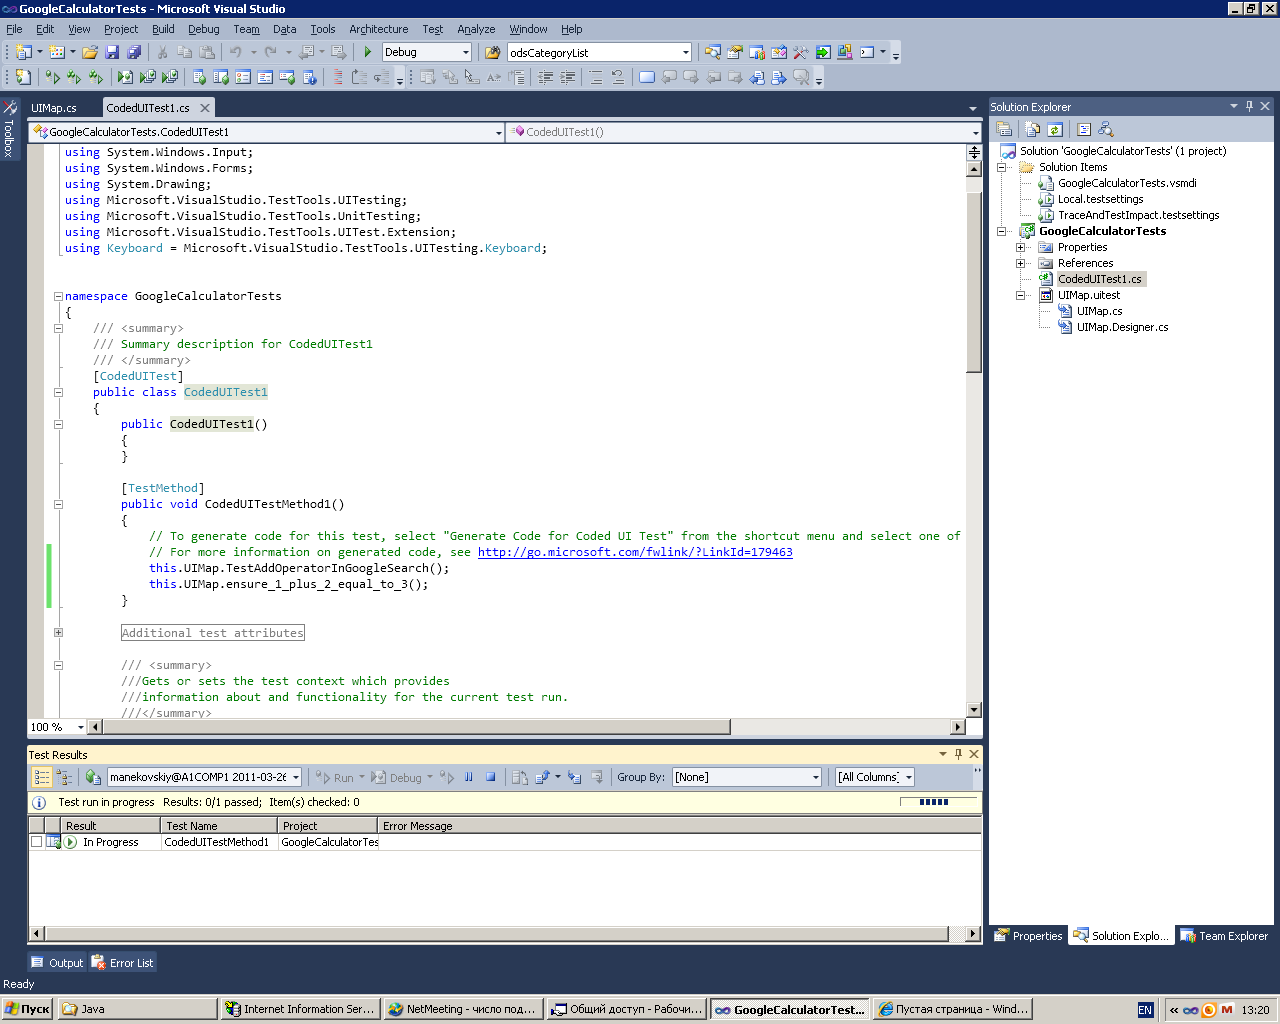 GoogleCalculatorTests - Microsoft Visual Studio
File Edit View Project Build Debug Team Data Tools Architecture Test Analyze Window Help
Debug odsCategoryList
Toolbox
UIMap.cs CodedUITest1.cs
GoogleCalculatorTests.CodedUITest1 CodedUITest1()
using System.Windows.Input;
using System.Windows.Forms;
using System.Drawing;
using Microsoft.VisualStudio.TestTools.UITesting;
using Microsoft.VisualStudio.TestTools.UnitTesting;
using Microsoft.VisualStudio.TestTools.UITest.Extension;
using Keyboard = Microsoft.VisualStudio.TestTools.UITesting.Keyboard;
namespace GoogleCalculatorTests
{
/// <summary>
/// Summary description for CodedUITest1
/// </summary>
[CodedUITest]
public class CodedUITest1
{
public CodedUITest1()
{
}
[TestMethod]
public void CodedUITestMethod1()
{
// To generate code for this test, select "Generate Code for Coded UI Test" from the shortcut menu and select one of
// For more information on generated code, see http://go.microsoft.com/fwlink/?LinkId=179463
this.UIMap.TestAddOperatorInGoogleSearch();
this.UIMap.ensure_1_plus_2_equal_to_3();
}
Additional test attributes
/// <summary>
///Gets or sets the test context which provides
///information about and functionality for the current test run.
///</summary>
100 %
Solution Explorer
Solution 'GoogleCalculatorTests' (1 project)
Solution Items
GoogleCalculatorTests.vsmdi
Local.testsettings
TraceAndTestImpact.testsettings
GoogleCalculatorTests
Properties
References
CodedUITest1.cs
UIMap.uitest
UIMap.cs
UIMap.Designer.cs
Properties Solution Explo... Team Explorer
Test Results
manekovskiy@A1COMP1 2011-03-26 Run Debug Group By: [None] [All Columns]
Test run in progress Results: 0/1 passed; Item(s) checked: 0
Result Test Name Project Error Message
In Progress CodedUITestMethod1 GoogleCalculatorTes
Output Error List
Ready
Пуск Java Internet Information Ser... NetMeeting - число под... Общий доступ - Рабочи... GoogleCalculatorTest... Пустая страница - Wind... EN « 13:20